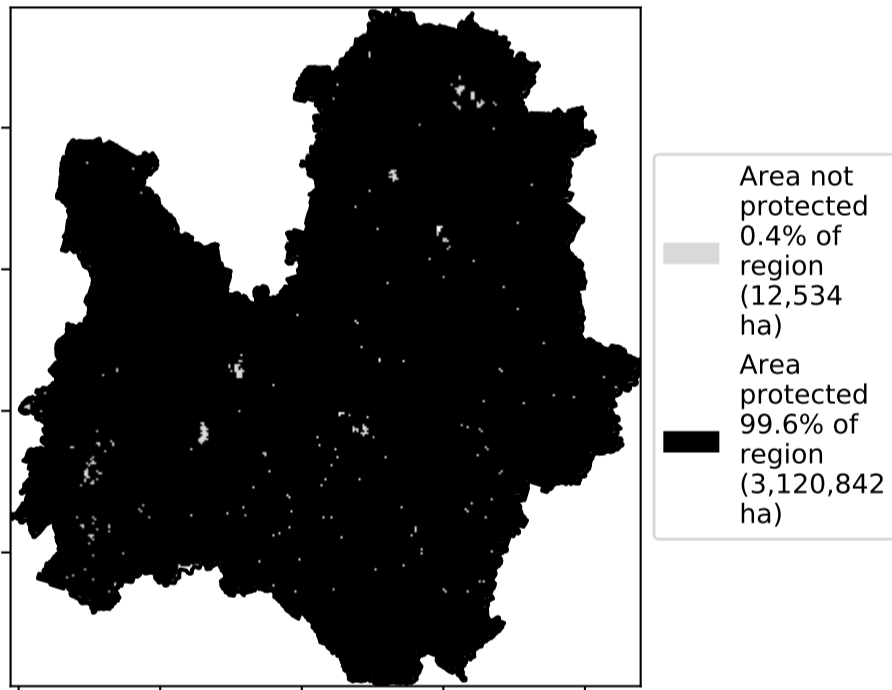 Area not
protected
0.4% of
region
(12,534
ha)
Area
protected
99.6% of
region
(3,120,842
ha)